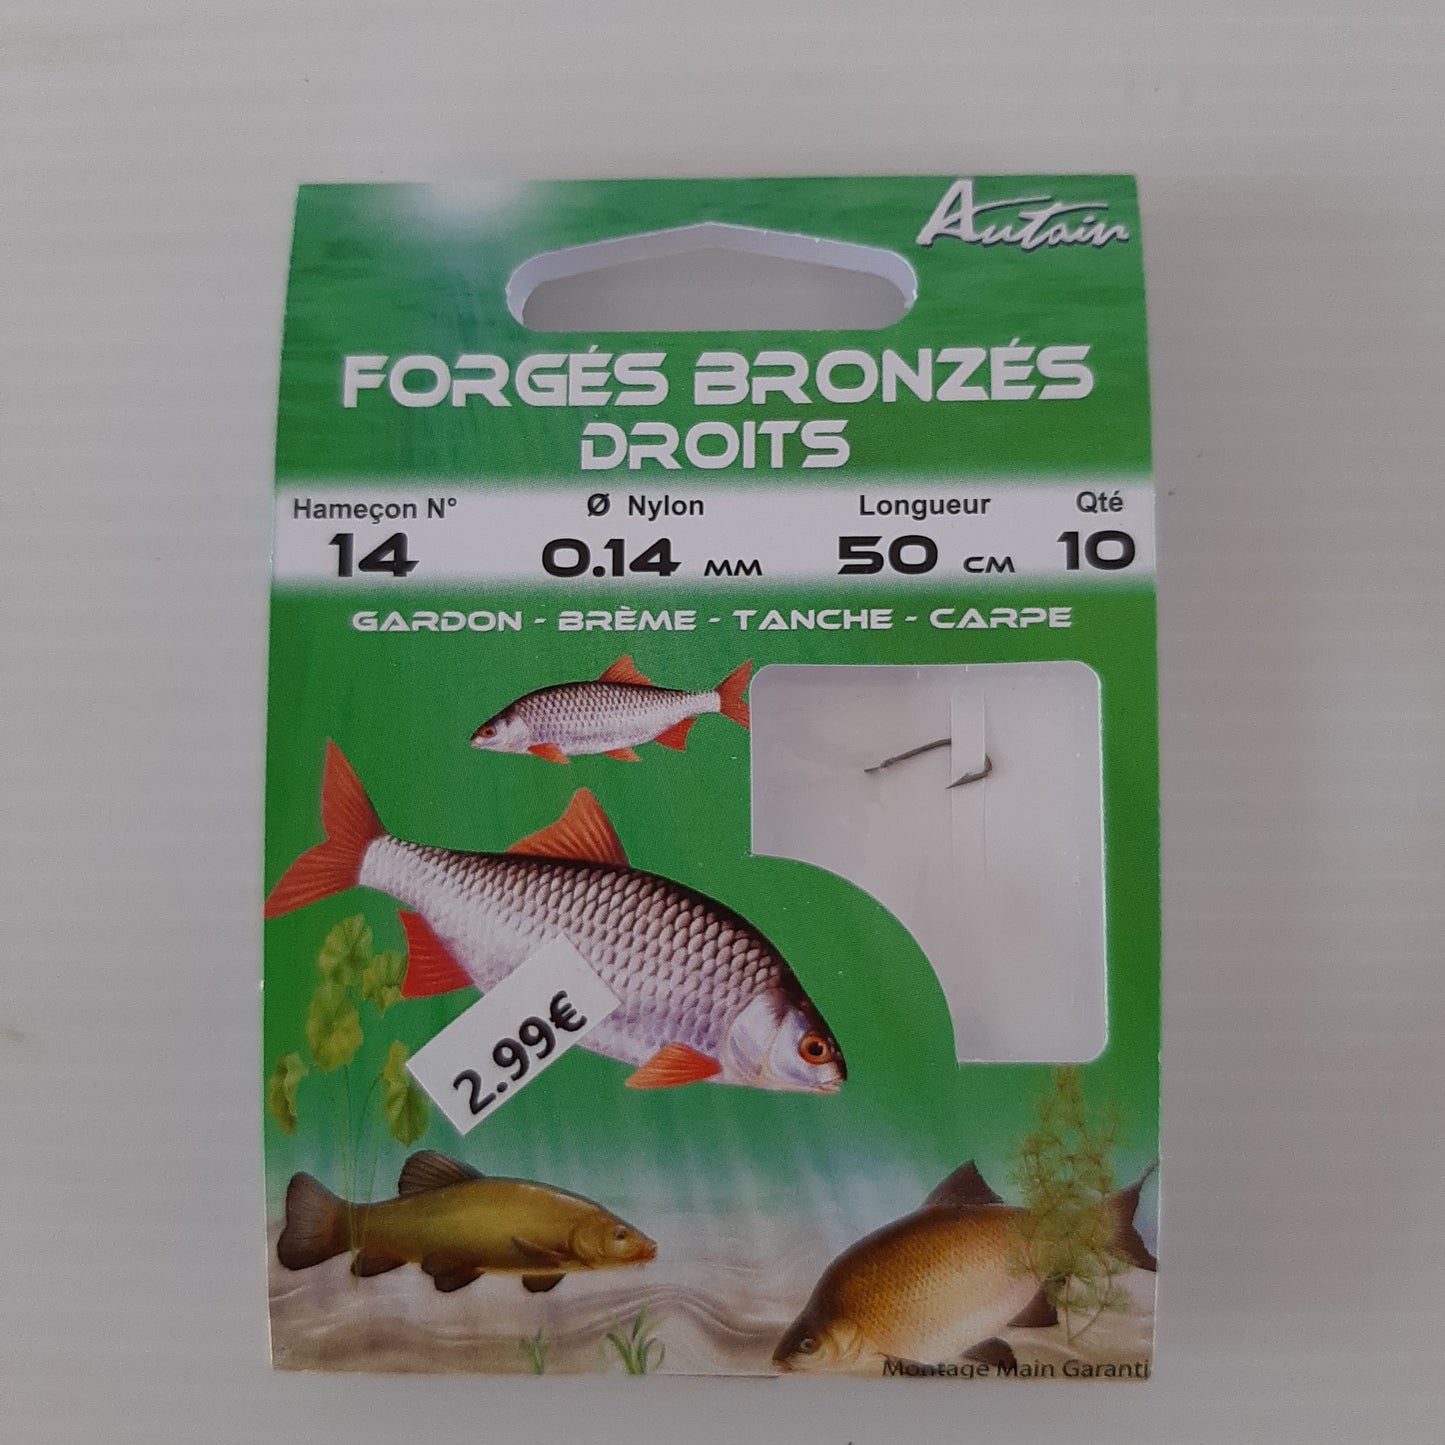 Autain
FORGÉS BRONZÉS
DROITS
Hameçon N° Ø Nylon Longueur Qté
14 0.14 MM 50 CM 10
GARDON - BRÈME - TANCHE - CARPE
2.99€
Montage Main Garanti